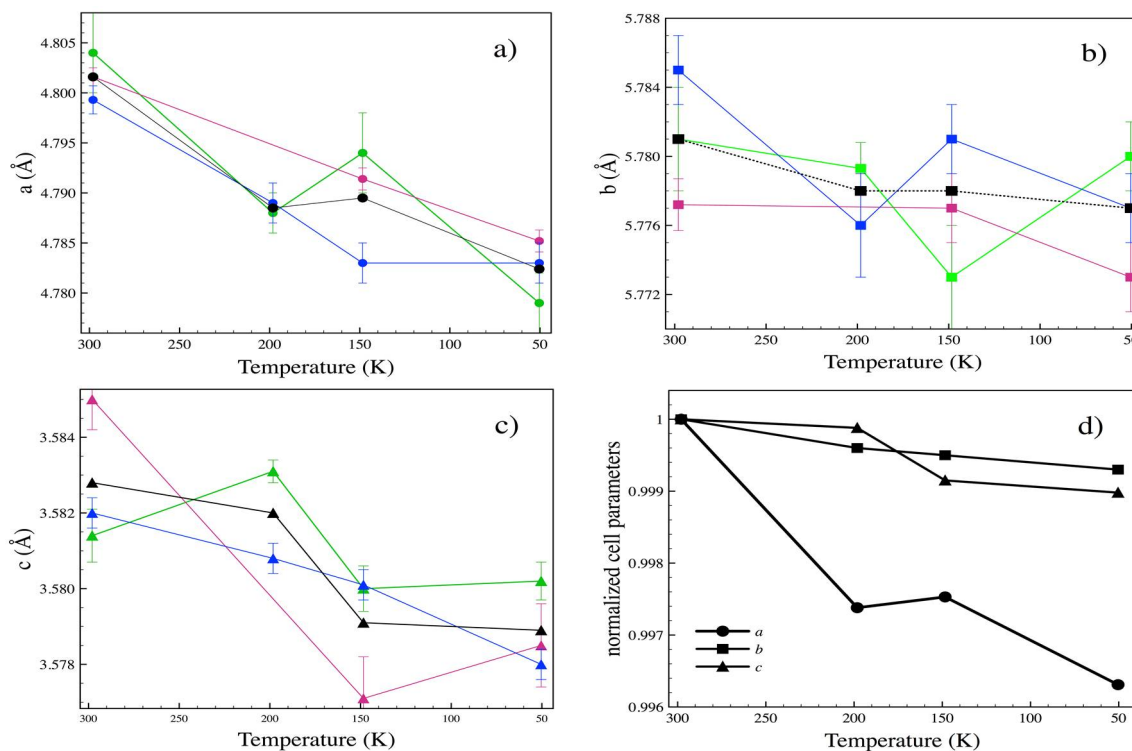 a)
4.805
4.800
4.795
4.790
4.785
4.780
a (Å)
300 250 200 150 100 50
Temperature (K)
b)
5.788
5.784
5.780
5.776
5.772
b (Å)
300 250 200 150 100 50
Temperature (K)
c)
3.584
3.582
3.580
3.578
c (Å)
300 250 200 150 100 50
Temperature (K)
d)
1
0.999
0.998
0.997
0.996
normalized cell parameters
a
b
c
300 250 200 150 100 50
Temperature (K)